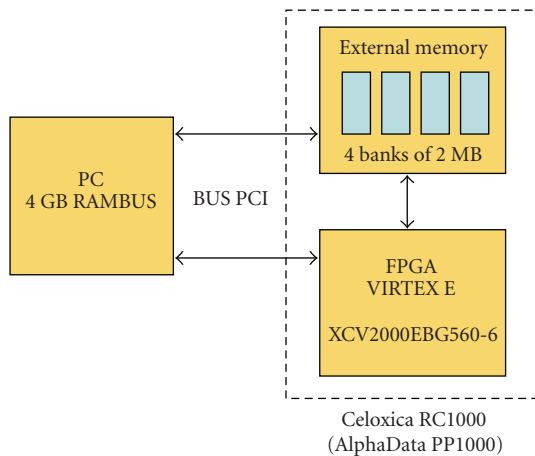 External memory
4 banks of 2 MB
PC
4 GB RAMBUS
BUS PCI
FPGA
VIRTEX E
XCV2000EBG560-6
Celoxica RC1000
(AlphaData PP1000)